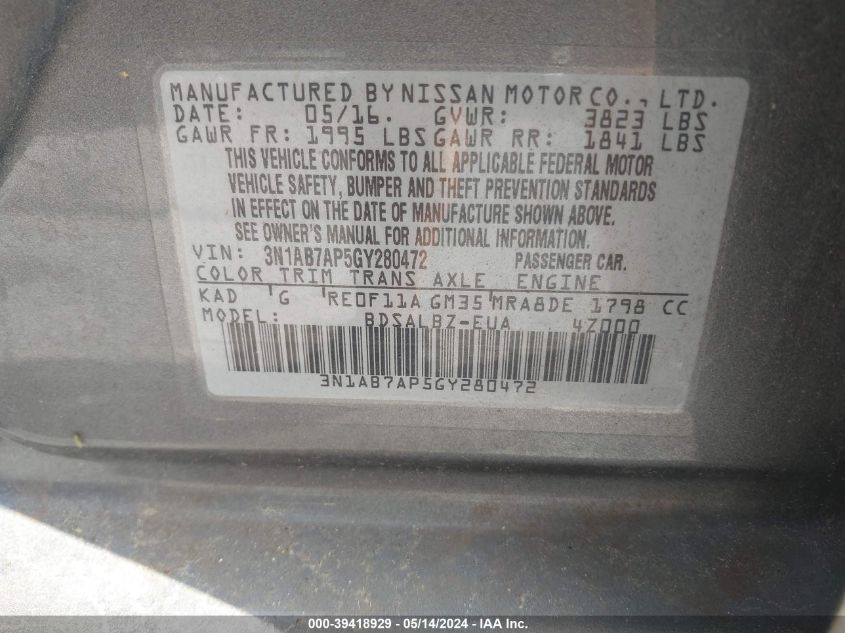 MANUFACTURED BY NISSAN MOTOR CO., LTD.
DATE: 05/16. GVWR: 3823 LBS
GAWR FR: 1995 LBS GAWR RR: 1841 LBS
THIS VEHICLE CONFORMS TO ALL APPLICABLE FEDERAL MOTOR
VEHICLE SAFETY, BUMPER AND THEFT PREVENTION STANDARDS
IN EFFECT ON THE DATE OF MANUFACTURE SHOWN ABOVE.
SEE OWNER'S MANUAL FOR ADDITIONAL INFORMATION.
VIN: 3N1AB7AP5GY280472 PASSENGER CAR.
COLOR TRIM TRANS AXLE ENGINE
KAD G RE0F11A GM35 MRA8DE 1798 CC
MODEL: BDSALBZ-EUA 4Z000
3N1AB7AP5GY280472
000-39418929 - 05/14/2024 - IAAI.com